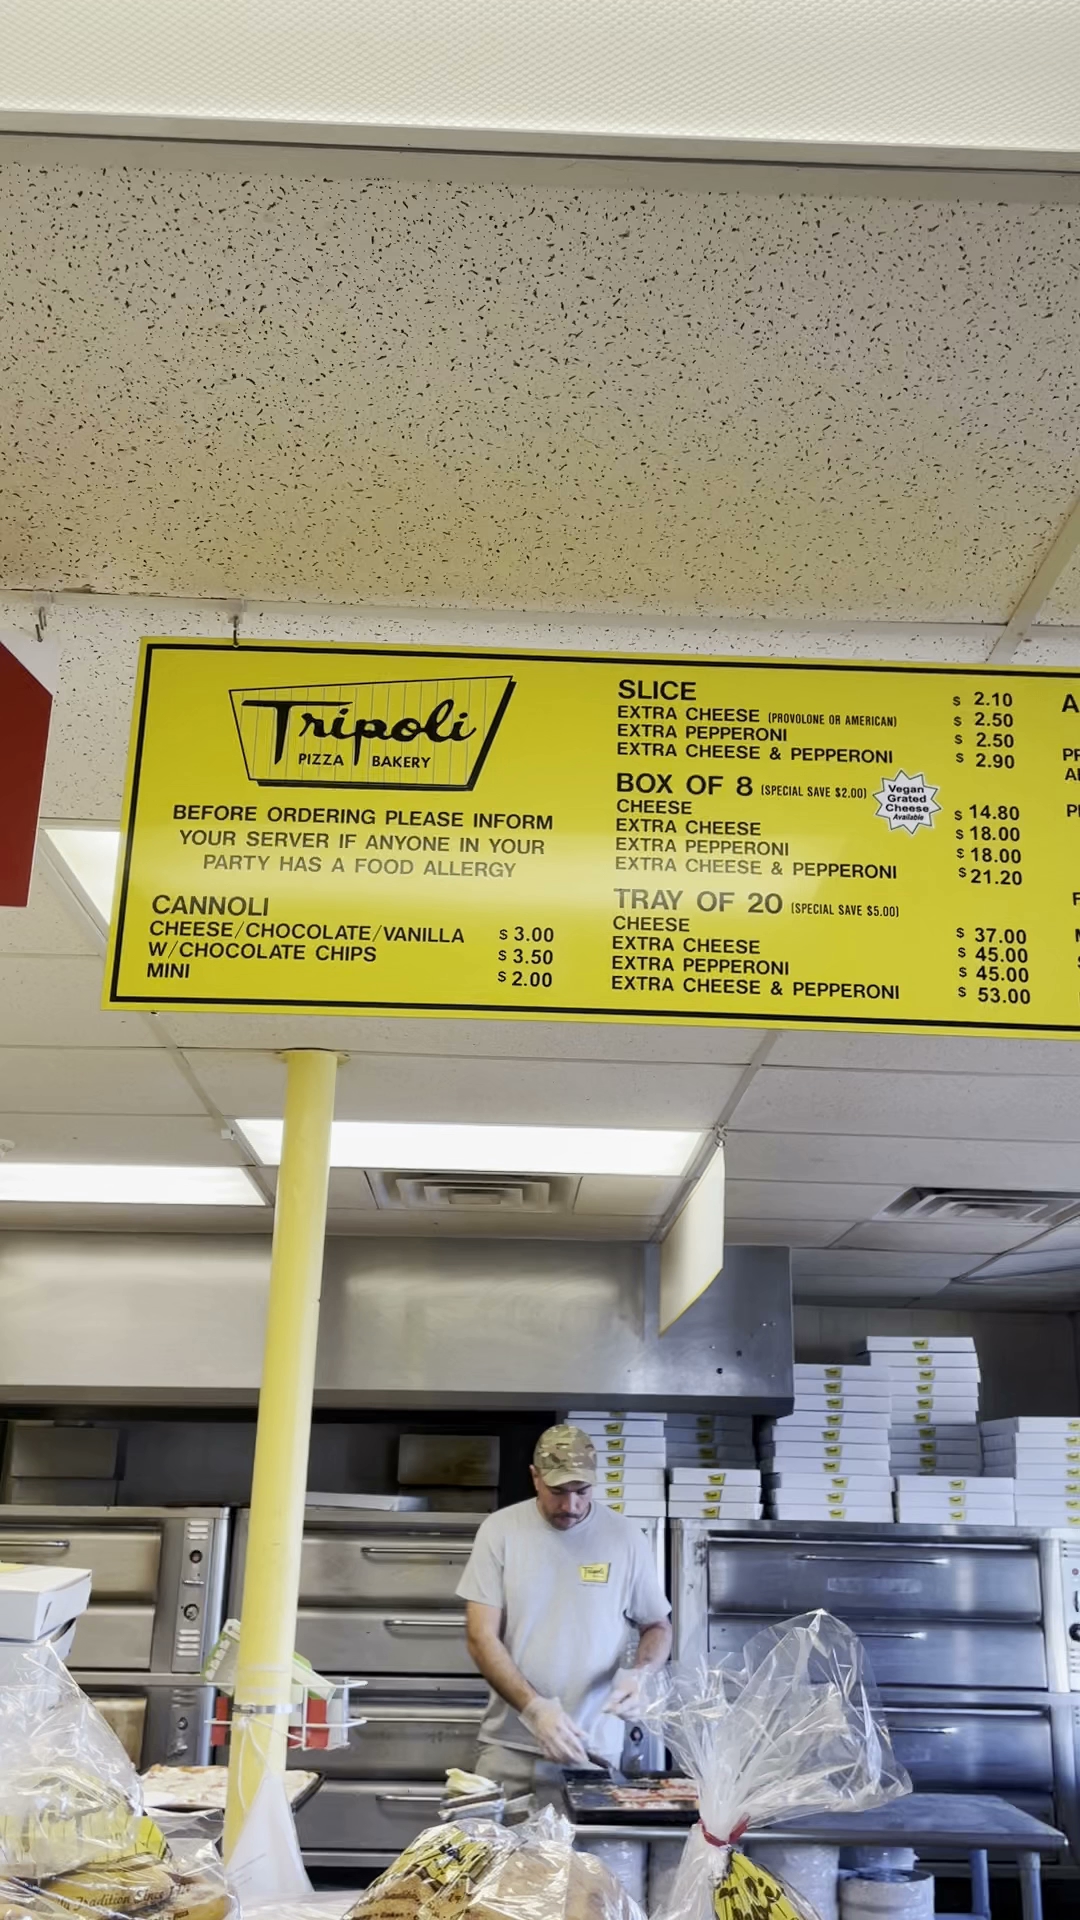 Tripoli
PIZZA BAKERY
BEFORE ORDERING PLEASE INFORM
YOUR SERVER IF ANYONE IN YOUR
PARTY HAS A FOOD ALLERGY
CANNOLI
CHEESE/CHOCOLATE/VANILLA $ 3.00
W/CHOCOLATE CHIPS $ 3.50
MINI $ 2.00
SLICE $ 2.10
EXTRA CHEESE (PROVOLONE OR AMERICAN) $ 2.50
EXTRA PEPPERONI $ 2.50
EXTRA CHEESE & PEPPERONI $ 2.90
BOX OF 8 (SPECIAL SAVE $2.00)
Vegan
Grated
Cheese
Available
CHEESE $ 14.80
EXTRA CHEESE $ 18.00
EXTRA PEPPERONI $ 18.00
EXTRA CHEESE & PEPPERONI $ 21.20
TRAY OF 20 (SPECIAL SAVE $5.00)
CHEESE $ 37.00
EXTRA CHEESE $ 45.00
EXTRA PEPPERONI $ 45.00
EXTRA CHEESE & PEPPERONI $ 53.00
Tripoli
Tradition Since